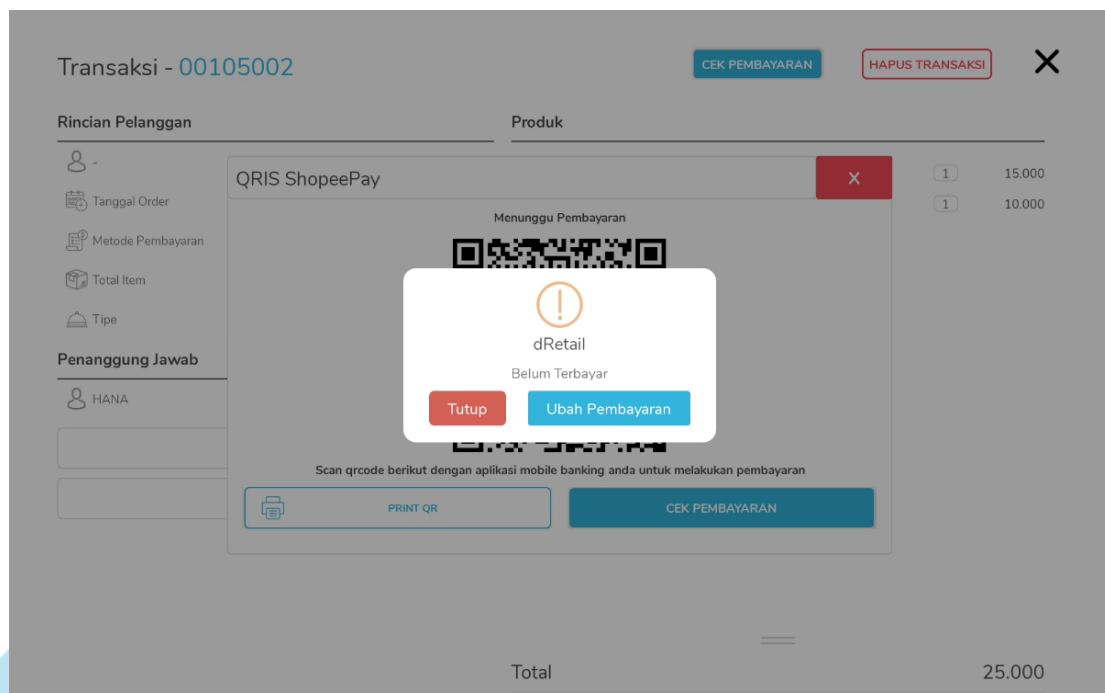 Transaksi - 00105002
CEK PEMBAYARAN
HAPUS TRANSAKSI
Rincian Pelanggan
Produk
-
QRIS ShopeePay
X
1 15.000
Tanggal Order
1 10.000
Menunggu Pembayaran
Metode Pembayaran
Total Item
Tipe
dRetail
Belum Terbayar
Tutup
Ubah Pembayaran
Penanggung Jawab
HANA
Scan qrcode berikut dengan aplikasi mobile banking anda untuk melakukan pembayaran
PRINT QR
CEK PEMBAYARAN
Total 25.000